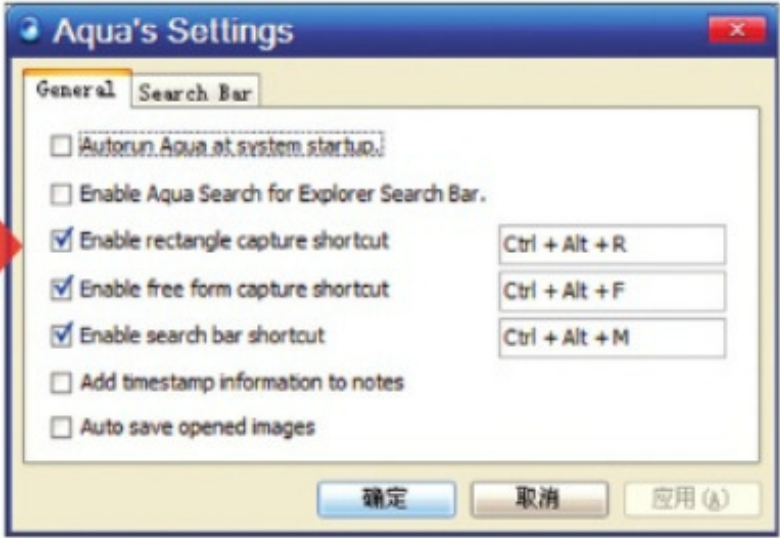 Aqua's Settings
General Search Bar
Autorun Aqua at system startup.
Enable Aqua Search for Explorer Search Bar.
Enable rectangle capture shortcut Ctrl + Alt + R
Enable free form capture shortcut Ctrl + Alt + F
Enable search bar shortcut Ctrl + Alt + M
Add timestamp information to notes
Auto save opened images
确定 取消 应用(A)